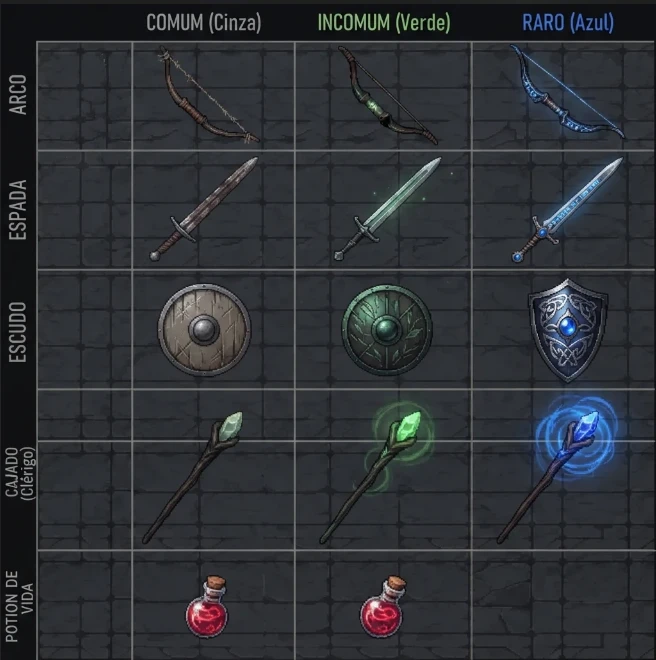 COMUM (Cinza)
INCOMUM (Verde)
RARO (Azul)
ARCO
ESPADA
ESCUDO
CAJADO
(Clérigo)
POTION DE
VIDA